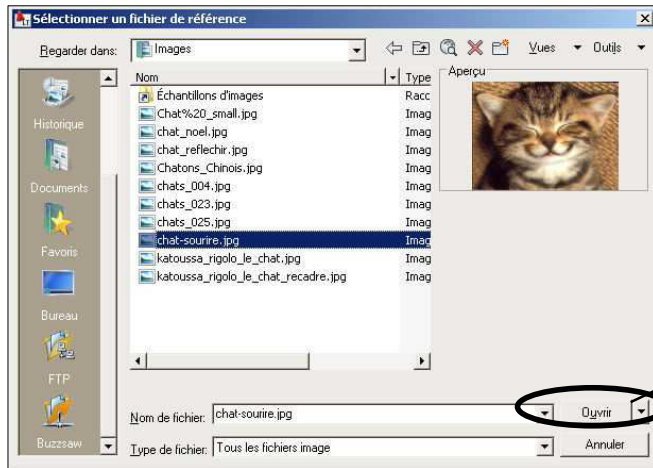 Sélectionner un fichier de référence
Regarder dans: Images Vues Outils
Nom Type
Échantillons d'images Racc
Chat%20_small.jpg Imag
chat_noel.jpg Imag
chat_reflechir.jpg Imag
Chatons_Chinois.jpg Imag
chats_004.jpg Imag
chats_023.jpg Imag
chats_025.jpg Imag
chat-sourire.jpg Imag
katoussa_rigolo_le_chat.jpg Imag
katoussa_rigolo_le_chat_recadre.jpg Imag
Aperçu
Historique
Documents
Favoris
Bureau
FTP
Buzzsaw
Nom de fichier: chat-sourire.jpg Ouvrir
Type de fichier: Tous les fichiers image Annuler